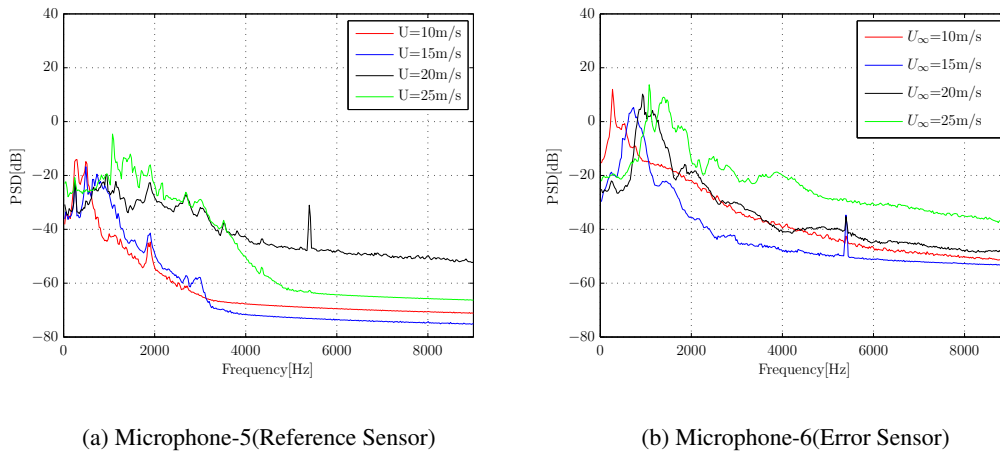 40
20
0
−20
−40
−60
−80
PSD[dB]
0
2000
4000
6000
8000
Frequency[Hz]
U=10m/s
U=15m/s
U=20m/s
U=25m/s
(a) Microphone-5(Reference Sensor)
40
20
0
−20
−40
−60
−80
PSD[dB]
0
2000
4000
6000
8000
Frequency[Hz]
U∞=10m/s
U∞=15m/s
U∞=20m/s
U∞=25m/s
(b) Microphone-6(Error Sensor)